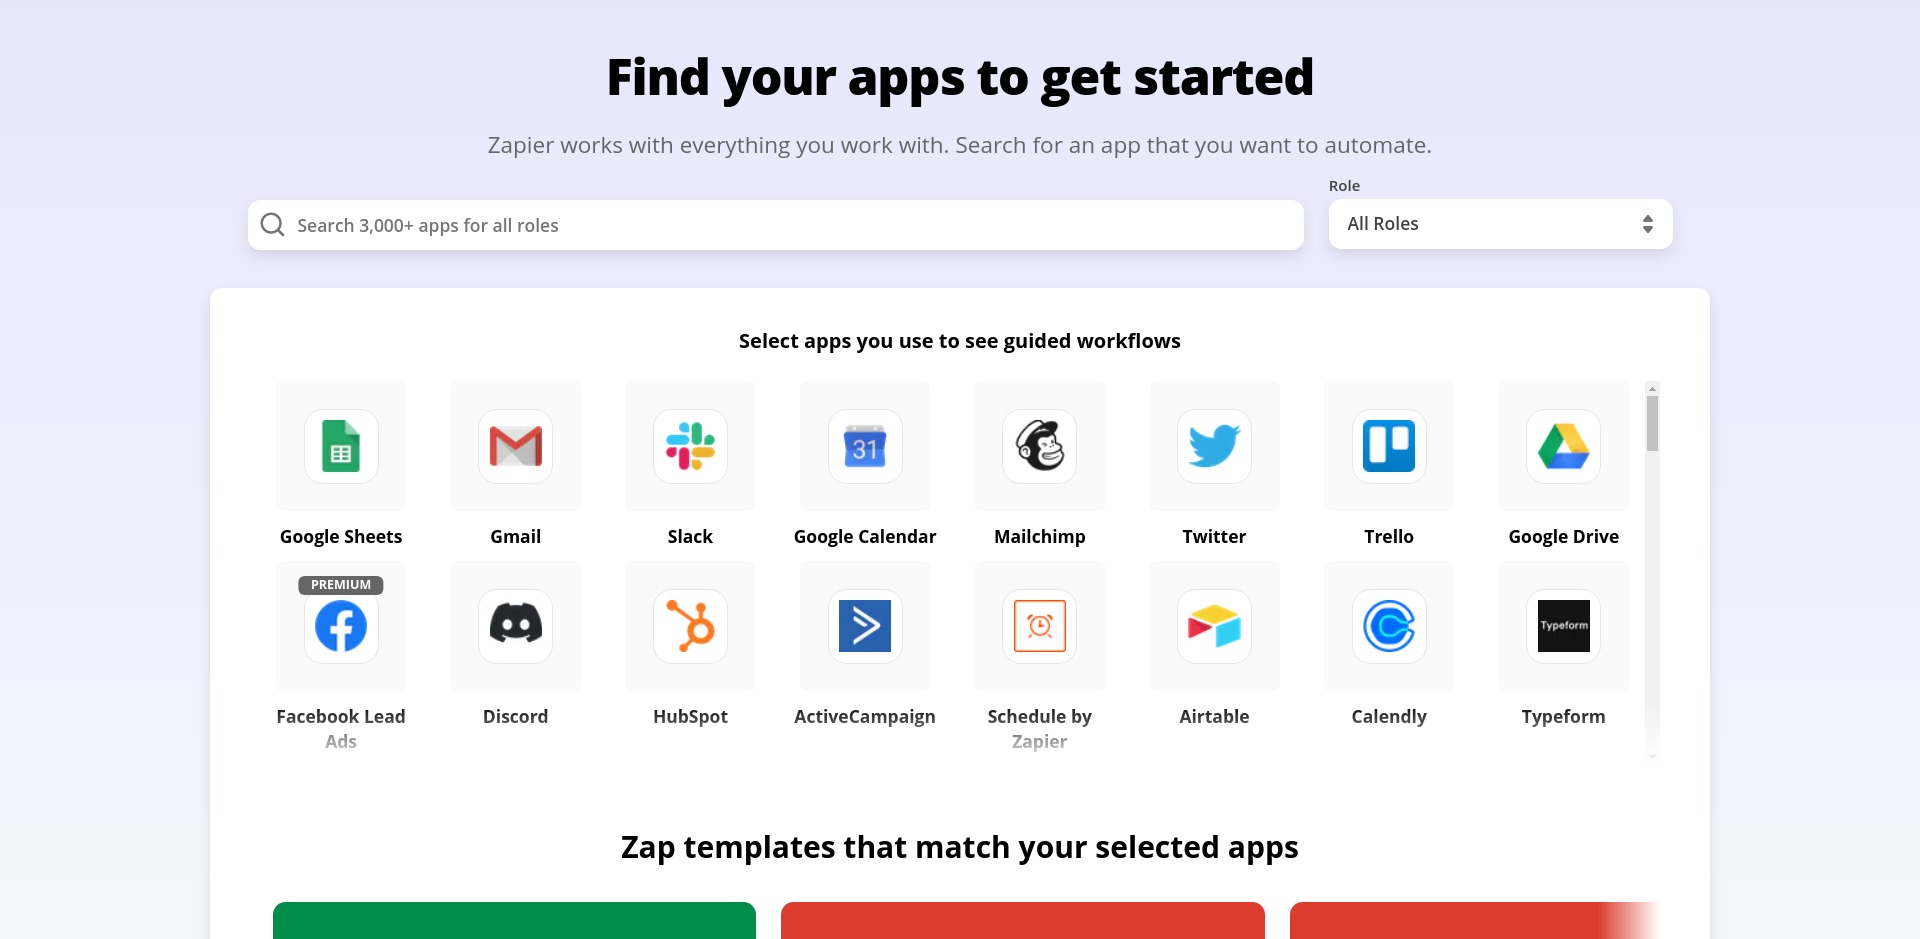 Find your apps to get started
Zapier works with everything you work with. Search for an app that you want to automate.
Role
Search 3,000+ apps for all roles
All Roles
Select apps you use to see guided workflows
31
Google Sheets
Gmail
Slack
Google Calendar
Mailchimp
Twitter
Trello
Google Drive
PREMIUM
Typeform
Facebook Lead
Ads
Discord
HubSpot
ActiveCampaign
Schedule by
Zapier
Airtable
Calendly
Typeform
Zap templates that match your selected apps